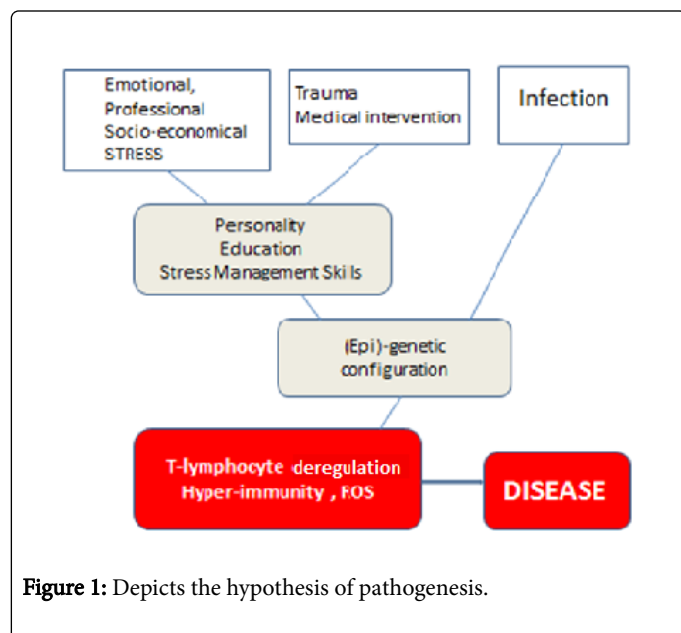 Emotional,
Professional
Socio-economical
STRESS
Trauma
Medical intervention
Infection
Personality
Education
Stress Management Skills
(Epi)-genetic
configuration
T-lymphocyte deregulation
Hyper-immunity , ROS
DISEASE
Figure 1: Depicts the hypothesis of pathogenesis.